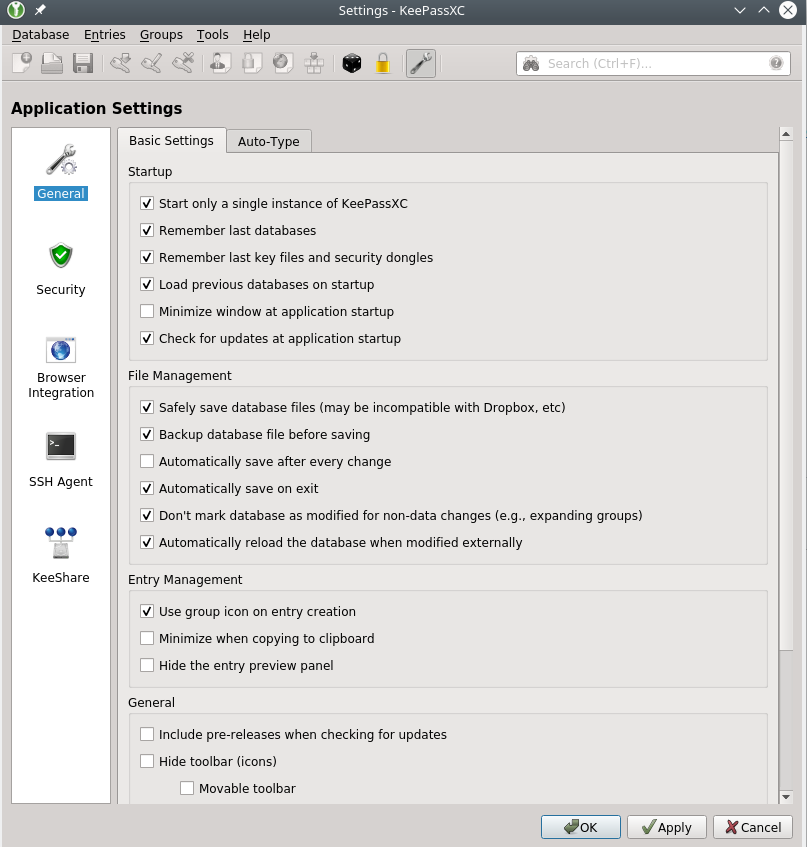 Settings - KeePassXC
Database Entries Groups Tools Help
Search (Ctrl+F)...
Application Settings
General
Security
Browser
Integration
SSH Agent
KeeShare
Basic Settings Auto-Type
Startup
Start only a single instance of KeePassXC
Remember last databases
Remember last key files and security dongles
Load previous databases on startup
Minimize window at application startup
Check for updates at application startup
File Management
Safely save database files (may be incompatible with Dropbox, etc)
Backup database file before saving
Automatically save after every change
Automatically save on exit
Don't mark database as modified for non-data changes (e.g., expanding groups)
Automatically reload the database when modified externally
Entry Management
Use group icon on entry creation
Minimize when copying to clipboard
Hide the entry preview panel
General
Include pre-releases when checking for updates
Hide toolbar (icons)
Movable toolbar
OK Apply Cancel